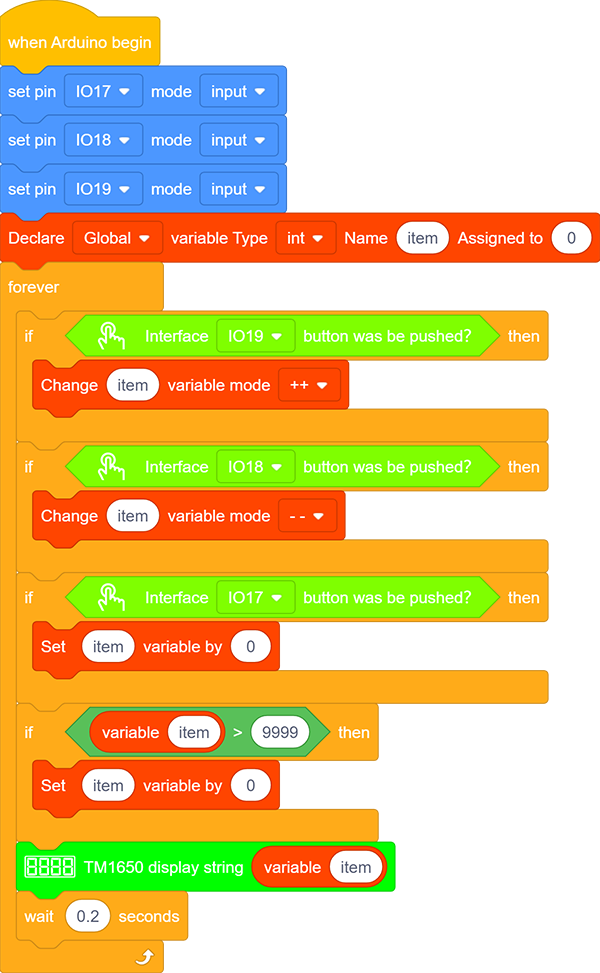 when Arduino begin
set pin IO17 mode input
set pin IO18 mode input
set pin IO19 mode input
Declare Global variable Type int Name item Assigned to 0
forever
if Interface IO19 button was be pushed? then
Change item variable mode ++
if Interface IO18 button was be pushed? then
Change item variable mode - -
if Interface IO17 button was be pushed? then
Set item variable by 0
if variable item > 9999 then
Set item variable by 0
TM1650 display string variable item
wait 0.2 seconds